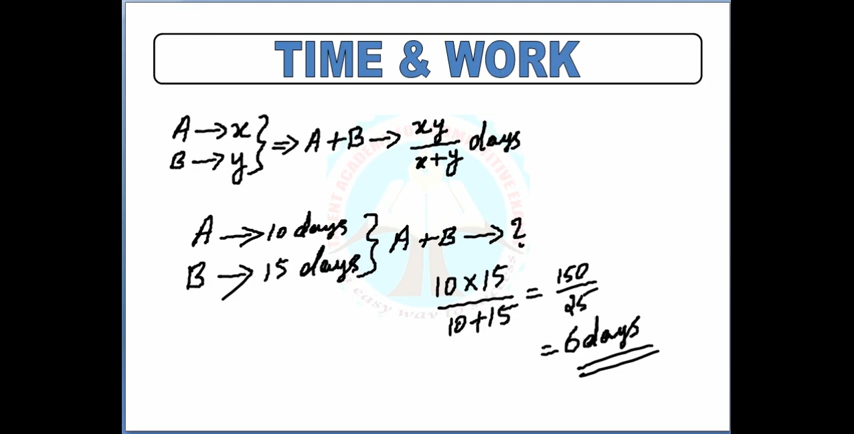 TIME & WORK
A → x
B → y } ⇒ A + B → xy / x+y days
A → 10 days
B → 15 days } A + B → ?
10 × 15 / 10 + 15 = 150 / 25
= 6 days